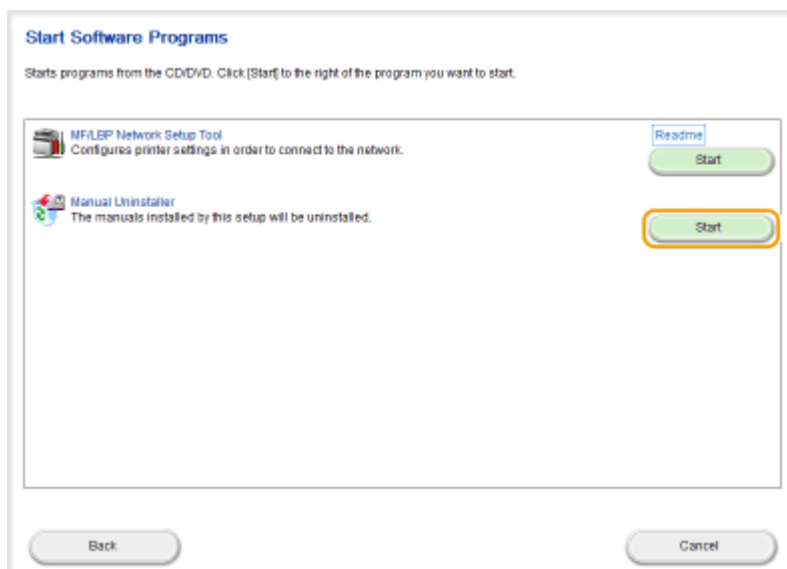 Start Software Programs
Starts programs from the CD/DVD. Click [Start] to the right of the program you want to start.
MF/LBP Network Setup Tool
Configures printer settings in order to connect to the network.
Readme
Start
Manual Uninstaller
The manuals installed by this setup will be uninstalled.
Start
Back
Cancel